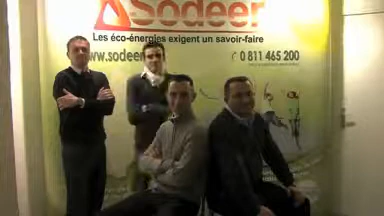 Sodeer
Les éco-énergies exigent un savoir-faire
www.sodeer
0 811 465 200